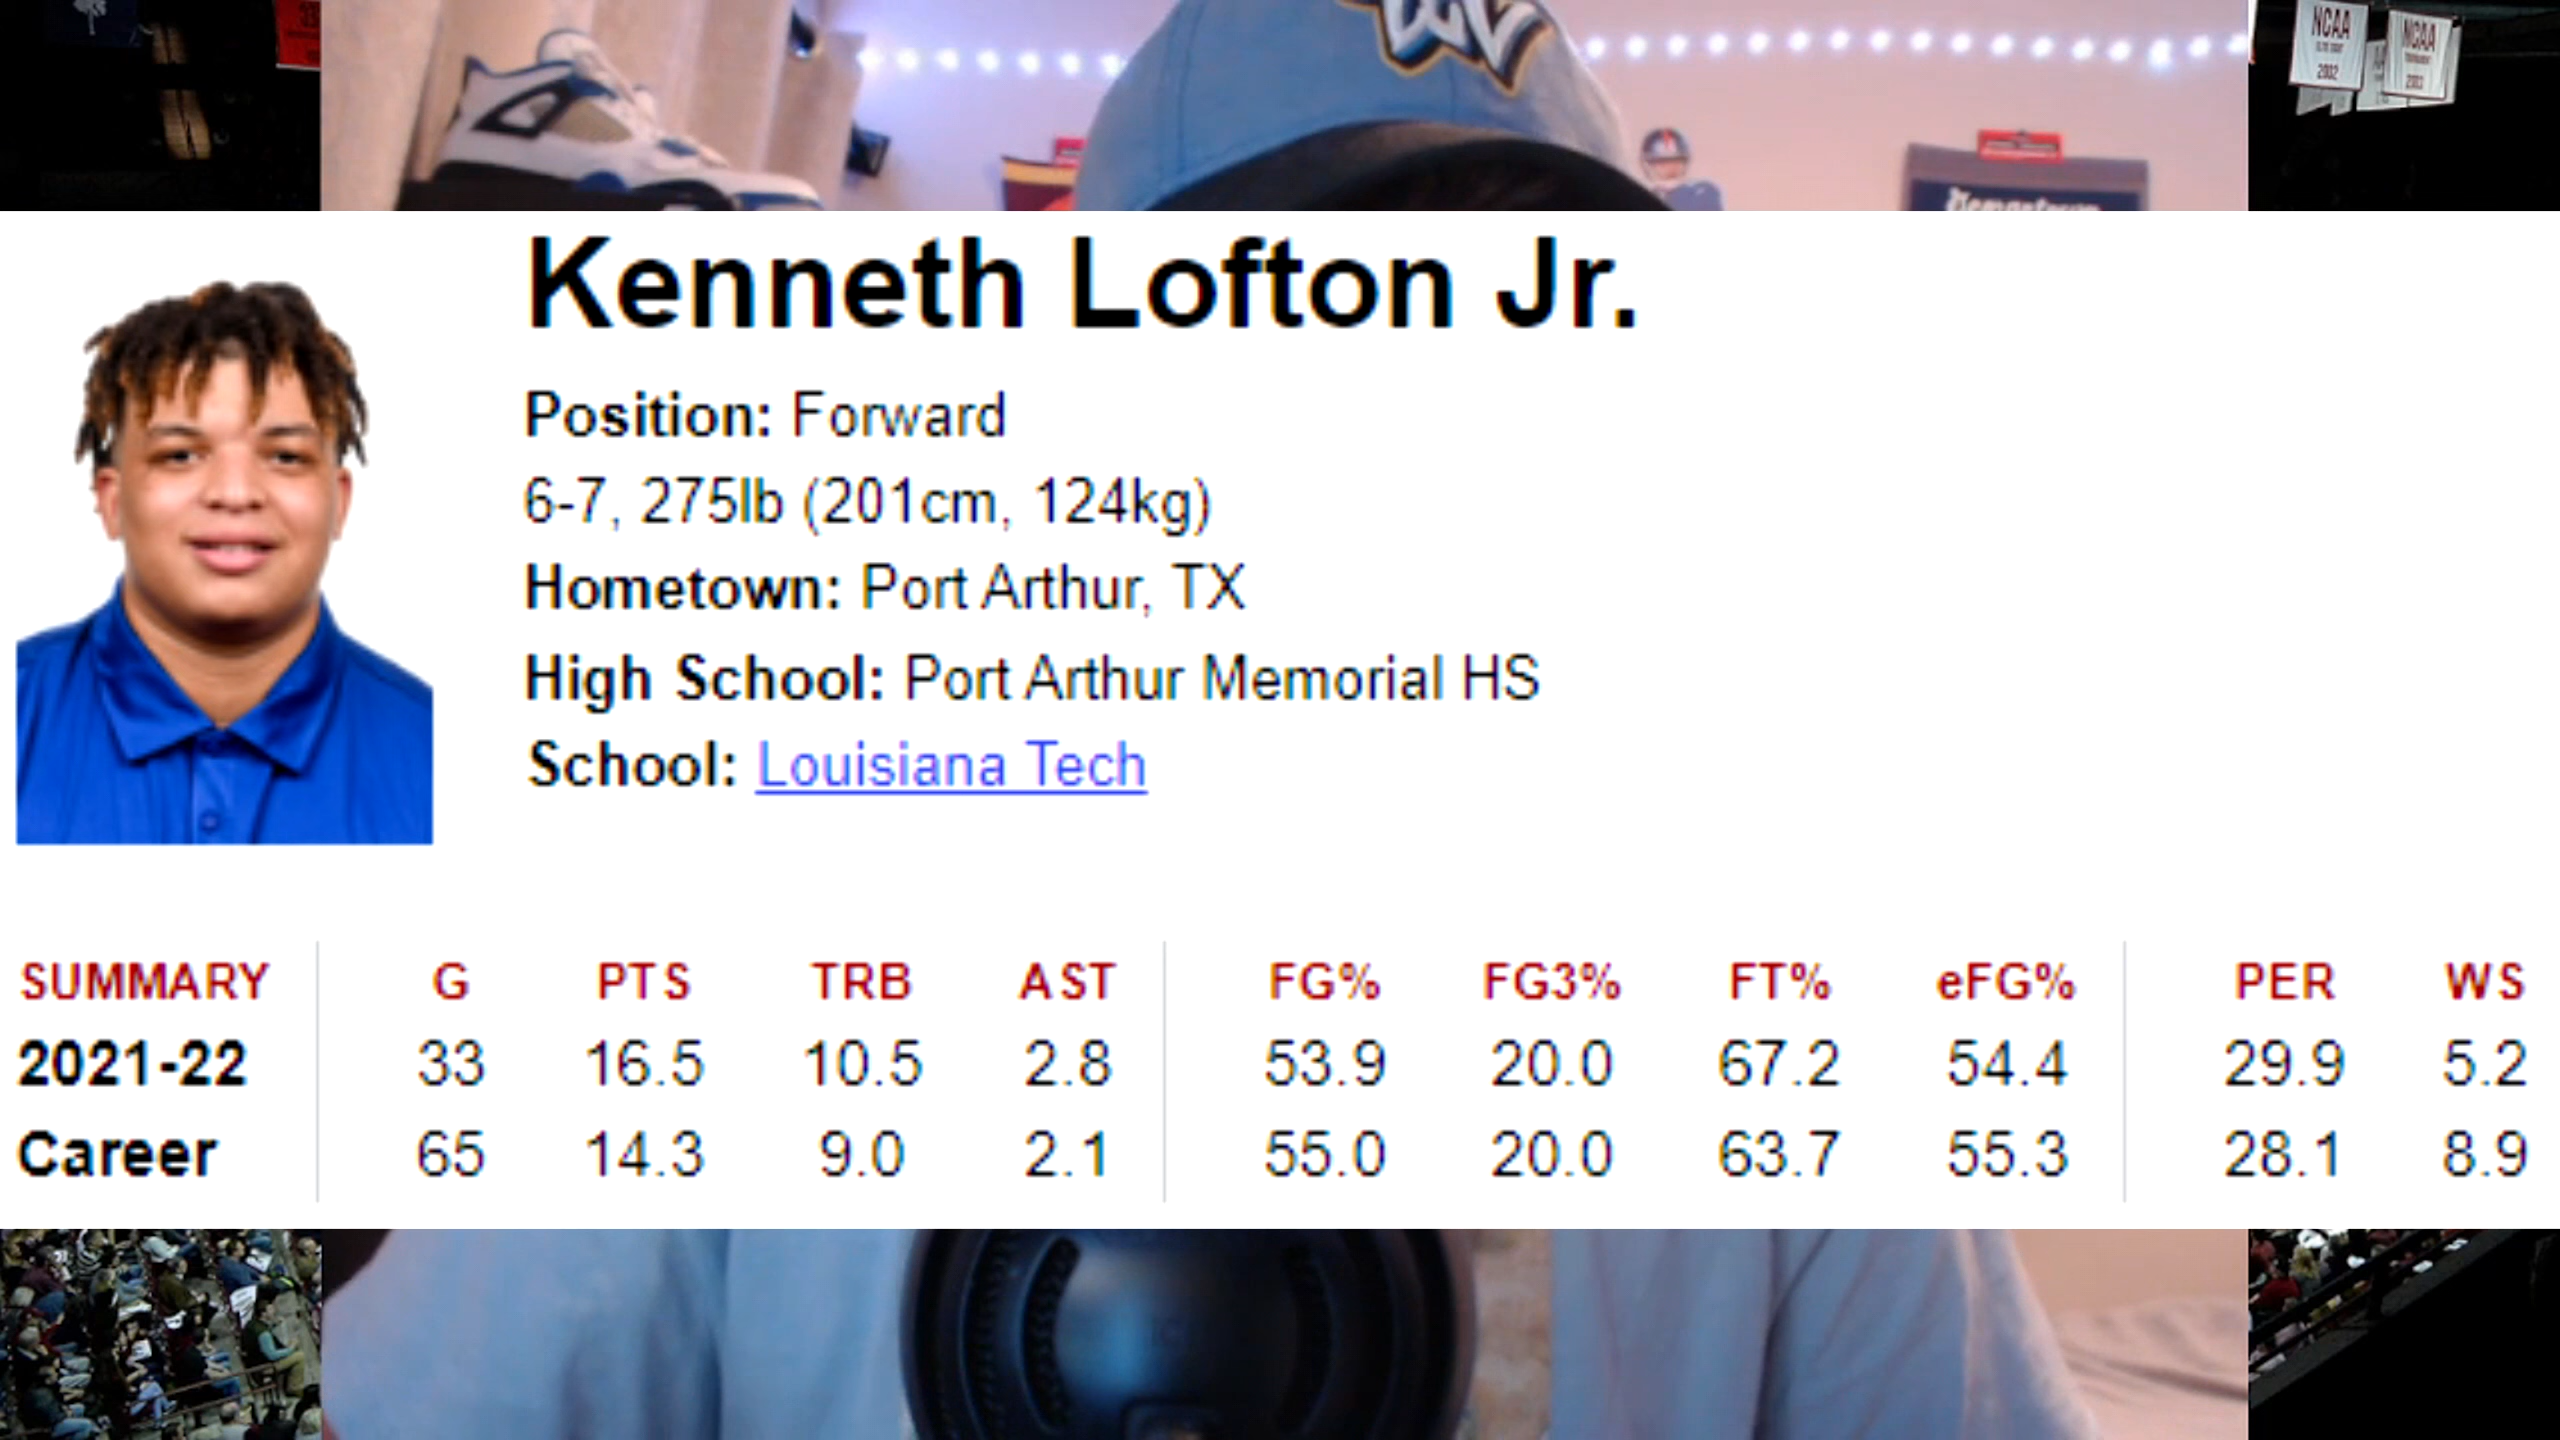 NCAA
2002
NCAA
2003
Kenneth Lofton Jr.
Position: Forward
6-7, 275lb (201cm, 124kg)
Hometown: Port Arthur, TX
High School: Port Arthur Memorial HS
School: Louisiana Tech
SUMMARY G PTS TRB AST FG% FG3% FT% eFG% PER WS
2021-22 33 16.5 10.5 2.8 53.9 20.0 67.2 54.4 29.9 5.2
Career 65 14.3 9.0 2.1 55.0 20.0 63.7 55.3 28.1 8.9